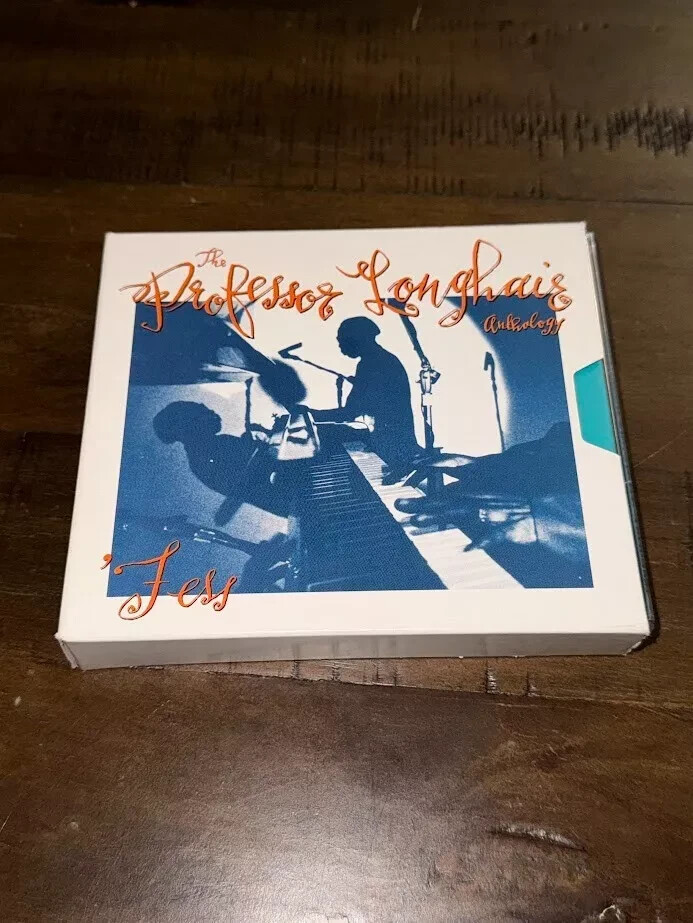 The
Professor Longhair
Anthology
'Fess